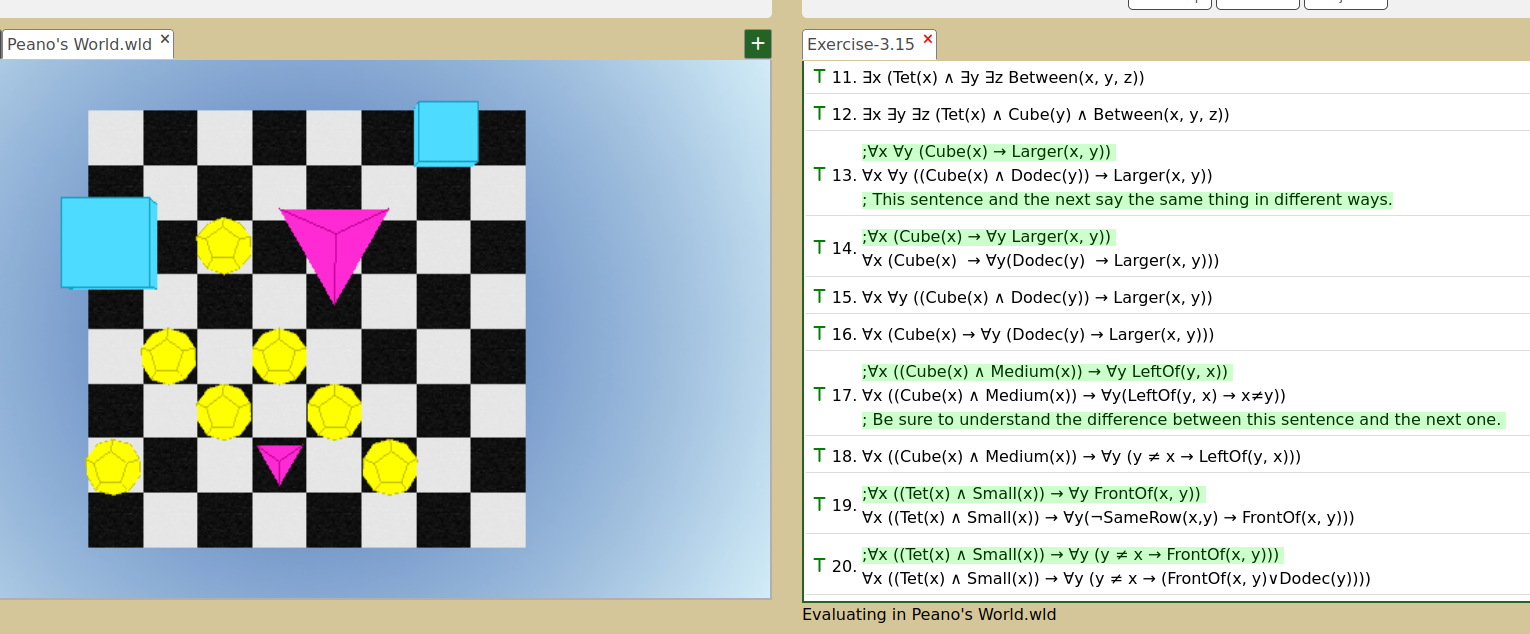 Peano's World.wld ×
+
Exercise-3.15 ×
T 11. ∃x (Tet(x) ∧ ∃y ∃z Between(x, y, z))
T 12. ∃x ∃y ∃z (Tet(x) ∧ Cube(y) ∧ Between(x, y, z))
;∀x ∀y (Cube(x) → Larger(x, y))
T 13. ∀x ∀y ((Cube(x) ∧ Dodec(y)) → Larger(x, y))
; This sentence and the next say the same thing in different ways.
;∀x (Cube(x) → ∀y Larger(x, y))
T 14. ∀x (Cube(x)  → ∀y(Dodec(y)  → Larger(x, y)))
T 15. ∀x ∀y ((Cube(x) ∧ Dodec(y)) → Larger(x, y))
T 16. ∀x (Cube(x) → ∀y (Dodec(y) → Larger(x, y)))
;∀x ((Cube(x) ∧ Medium(x)) → ∀y LeftOf(y, x))
T 17. ∀x ((Cube(x) ∧ Medium(x)) → ∀y(LeftOf(y, x) → x≠y))
; Be sure to understand the difference between this sentence and the next one.
T 18. ∀x ((Cube(x) ∧ Medium(x)) → ∀y (y ≠ x → LeftOf(y, x)))
;∀x ((Tet(x) ∧ Small(x)) → ∀y FrontOf(x, y))
T 19. ∀x ((Tet(x) ∧ Small(x)) → ∀y(¬SameRow(x,y) → FrontOf(x, y)))
;∀x ((Tet(x) ∧ Small(x)) → ∀y (y ≠ x → FrontOf(x, y)))
T 20. ∀x ((Tet(x) ∧ Small(x)) → ∀y (y ≠ x → (FrontOf(x, y)∨Dodec(y))))
Evaluating in Peano's World.wld